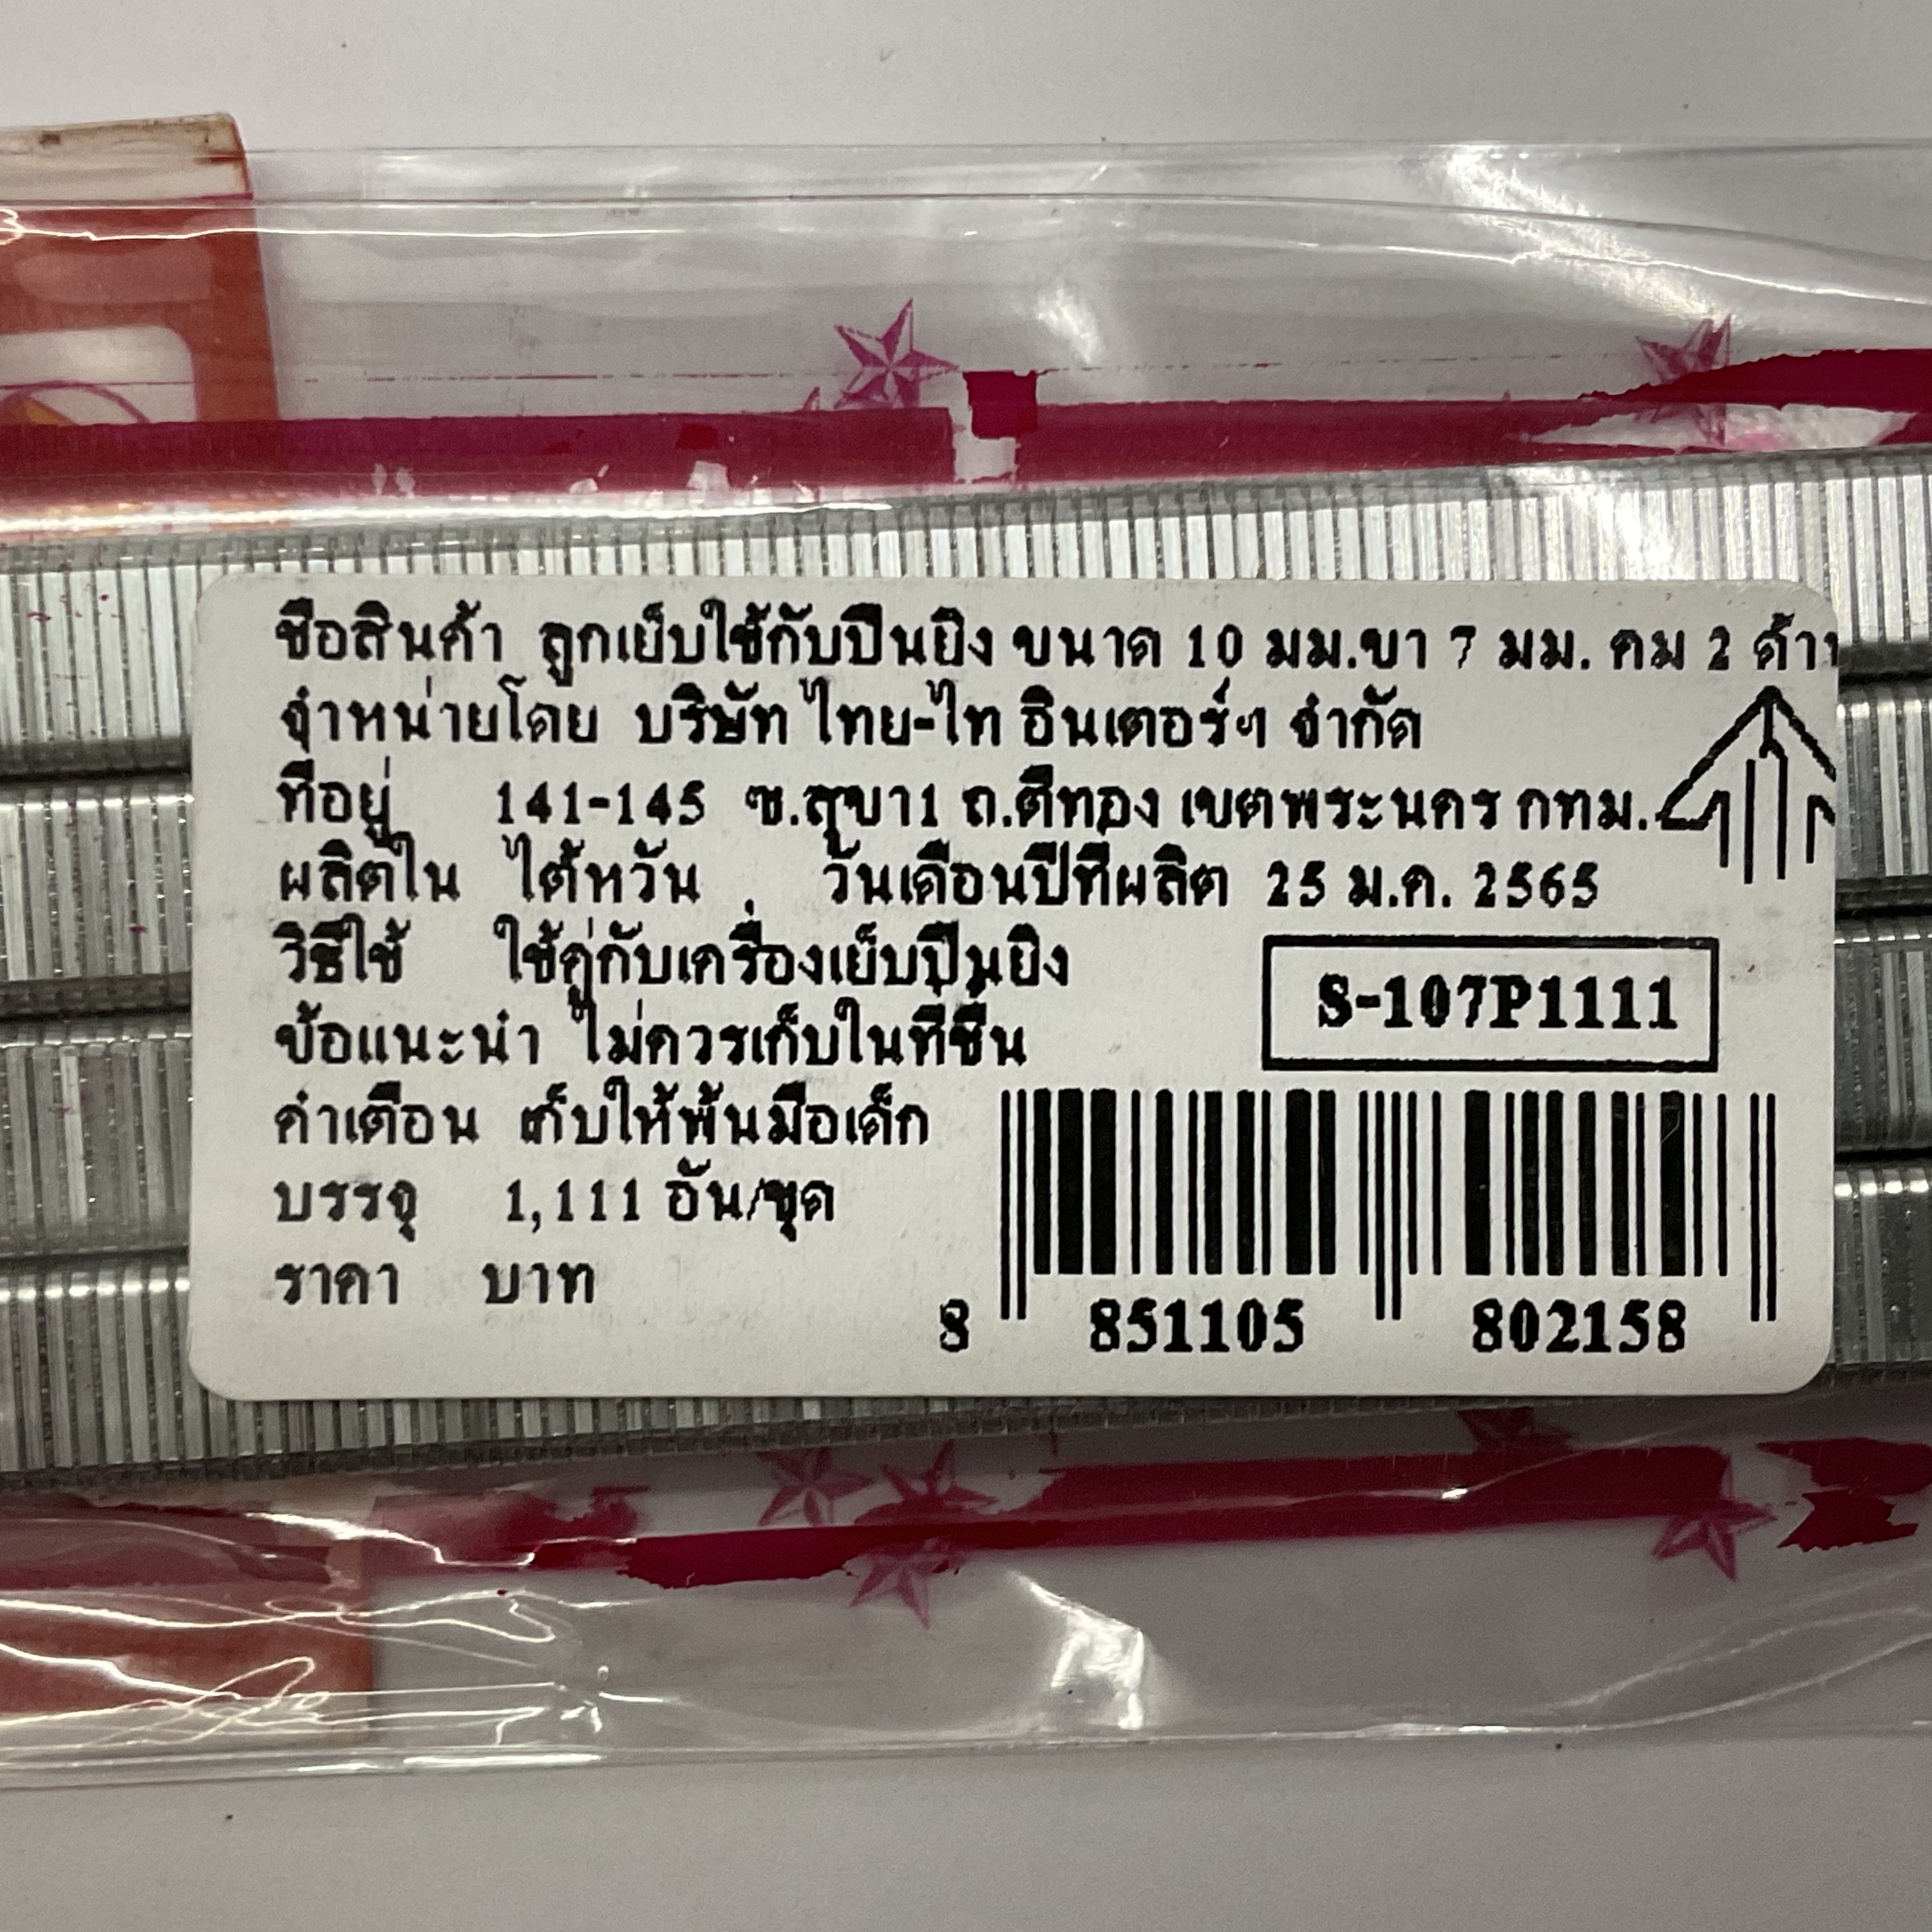 ชื่อสินค้า ลูกเย็บใช้กับปืนยิง ขนาด 10 มม.ขา 7 มม. คม 2 ด้าน
จำหน่ายโดย บริษัท ไทย-ไท อินเตอร์ฯ จำกัด
ที่อยู่ 141-145 ซ.สุขา1 ถ.ตีทอง เขตพระนคร กทม.
ผลิตใน ไต้หวัน วันเดือนปีที่ผลิต 25 ม.ค. 2565
วิธีใช้ ใช้คู่กับเครื่องเย็บปืนยิง
S-107P1111
ข้อแนะนำ ไม่ควรเก็บในที่ชื้น
คำเตือน เก็บให้พ้นมือเด็ก
บรรจุ 1,111 อัน/ชุด
ราคา บาท
8 851105 802158